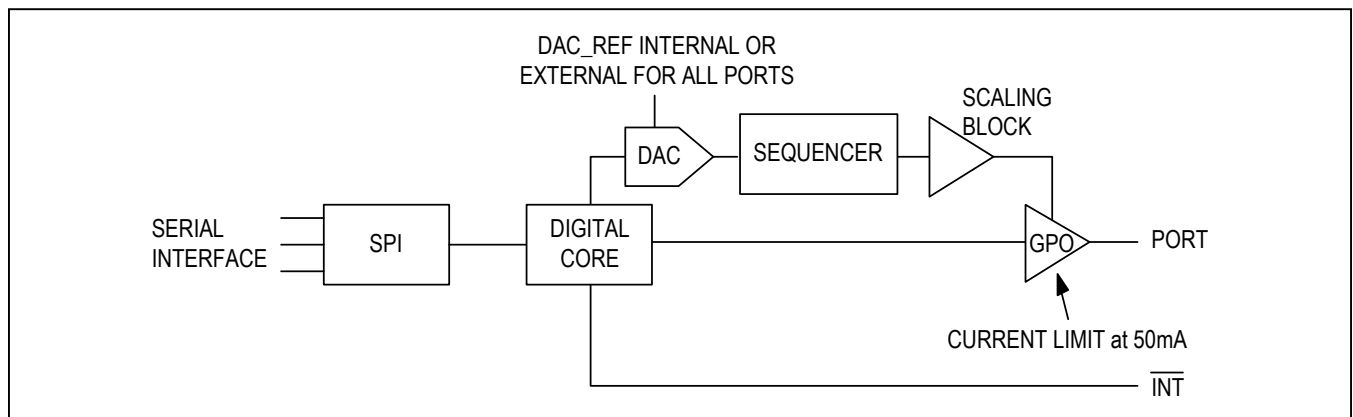 DAC_REF INTERNAL OR
EXTERNAL FOR ALL PORTS
SCALING
BLOCK
DAC
SEQUENCER
SERIAL
INTERFACE
SPI
DIGITAL
CORE
GPO
PORT
CURRENT LIMIT at 50mA
INT